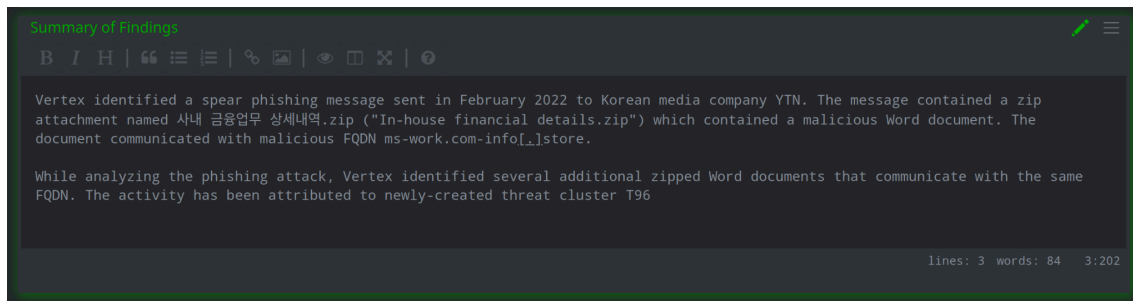 Summary of Findings
B I H
Vertex identified a spear phishing message sent in February 2022 to Korean media company YTN. The message contained a zip
attachment named 사내 금융업무 상세내역.zip ("In-house financial details.zip") which contained a malicious Word document. The
document communicated with malicious FQDN ms-work.com-info[.]store.
While analyzing the phishing attack, Vertex identified several additional zipped Word documents that communicate with the same
FQDN. The activity has been attributed to newly-created threat cluster T96
lines: 3 words: 84 3:202